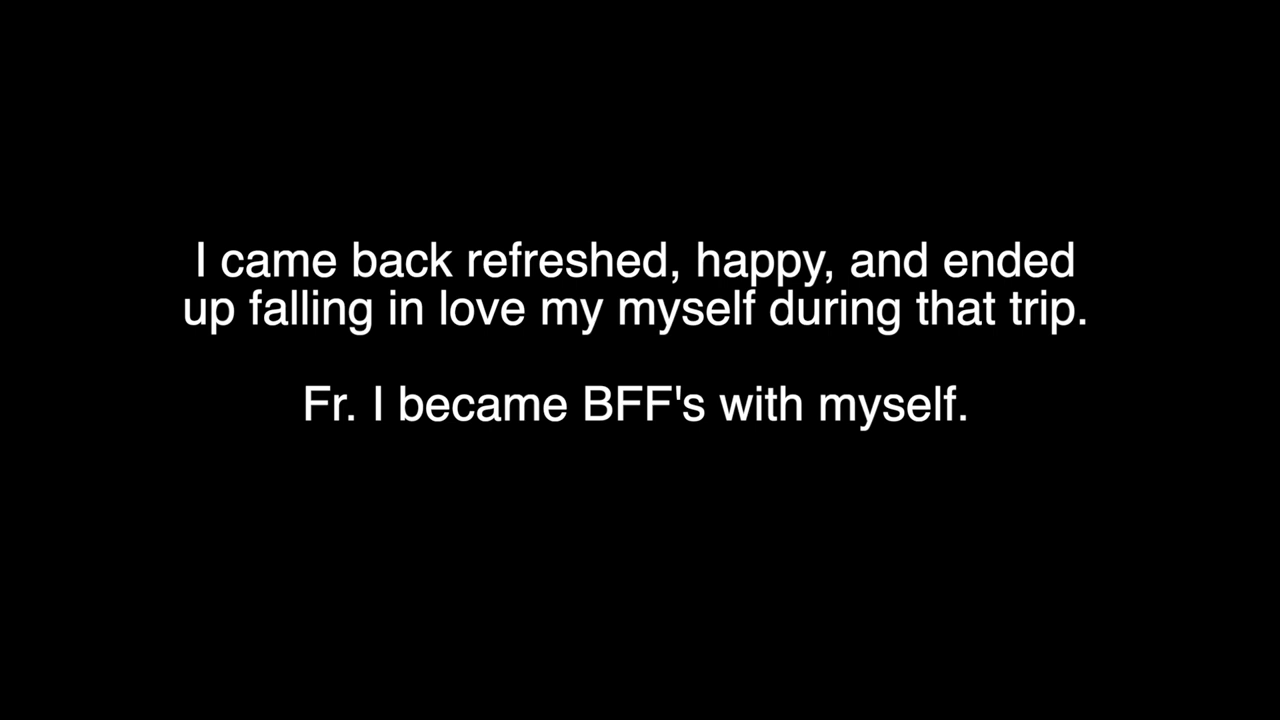 I came back refreshed, happy, and ended
up falling in love my myself during that trip.
Fr. I became BFF's with myself.